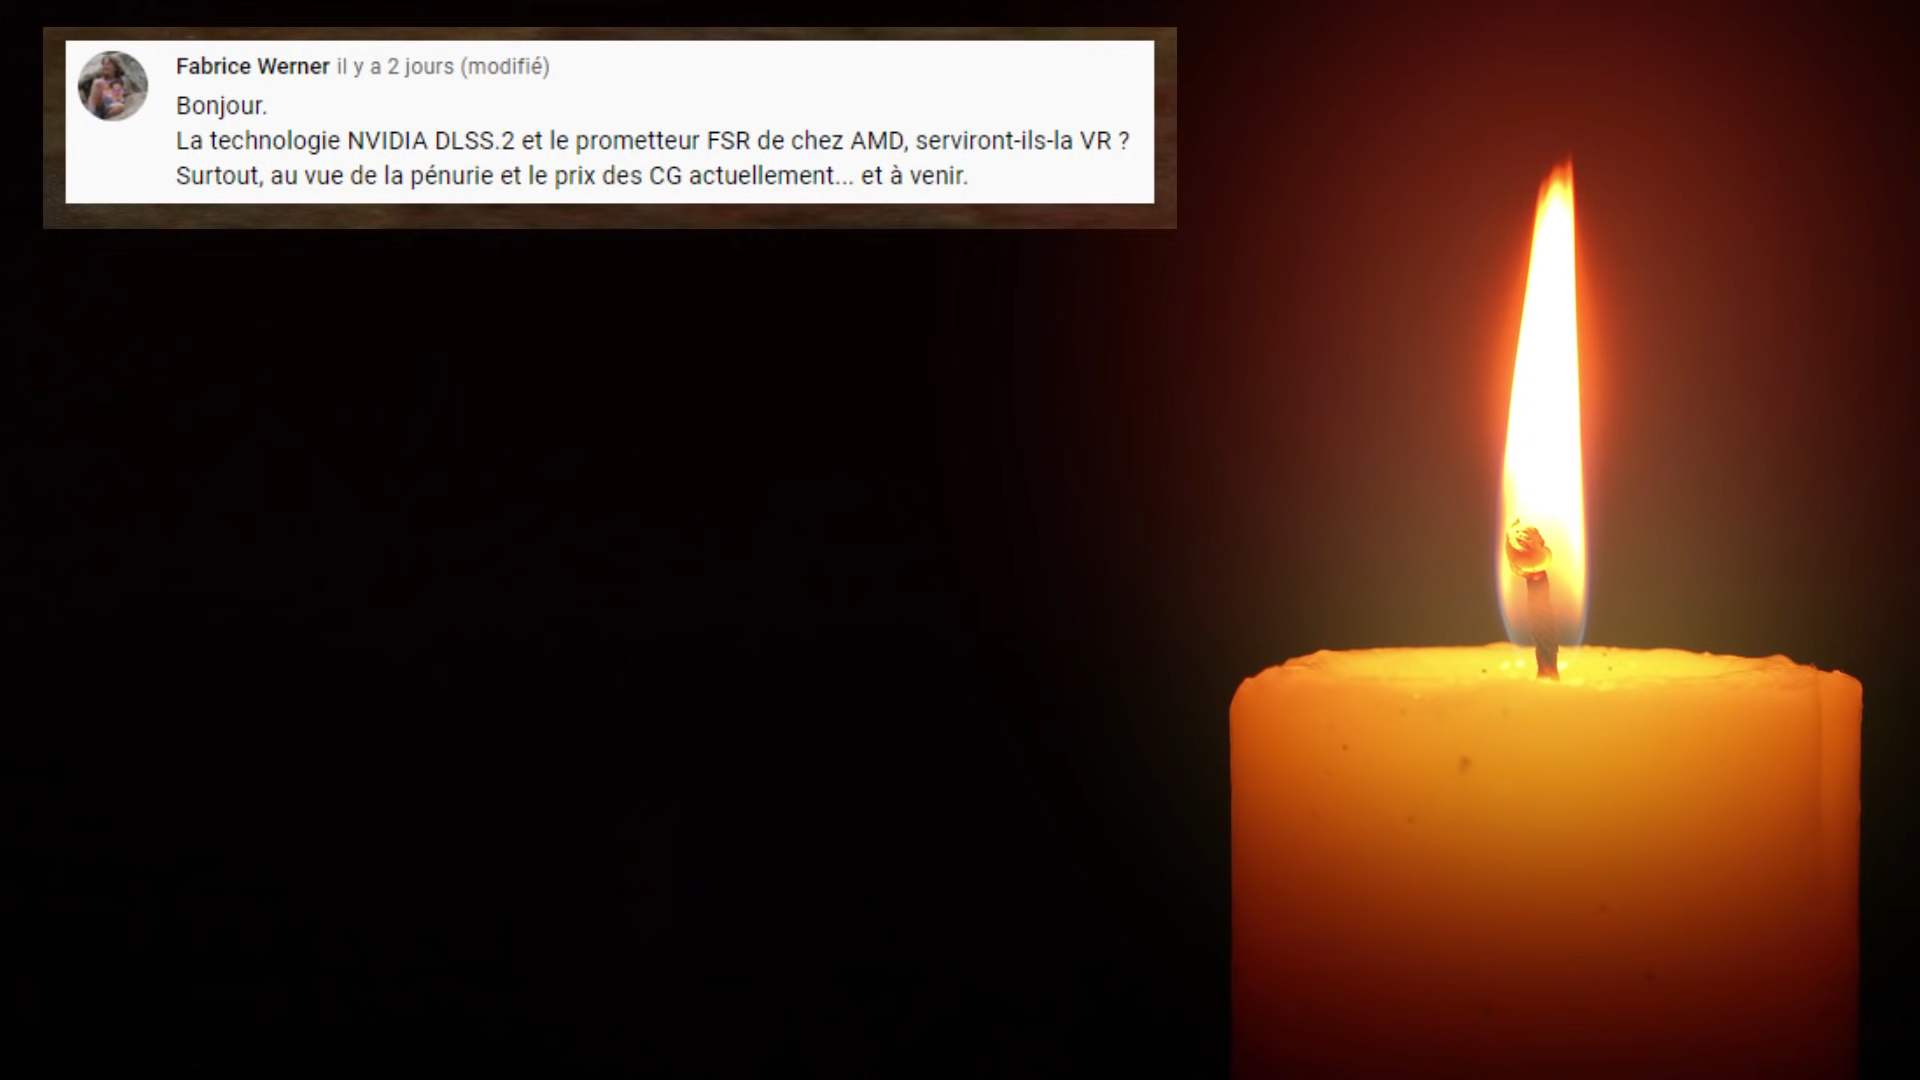 Fabrice Werner il y a 2 jours (modifié)
Bonjour.
La technologie NVIDIA DLSS.2 et le prometteur FSR de chez AMD, serviront-ils-la VR ?
Surtout, au vue de la pénurie et le prix des CG actuellement... et à venir.